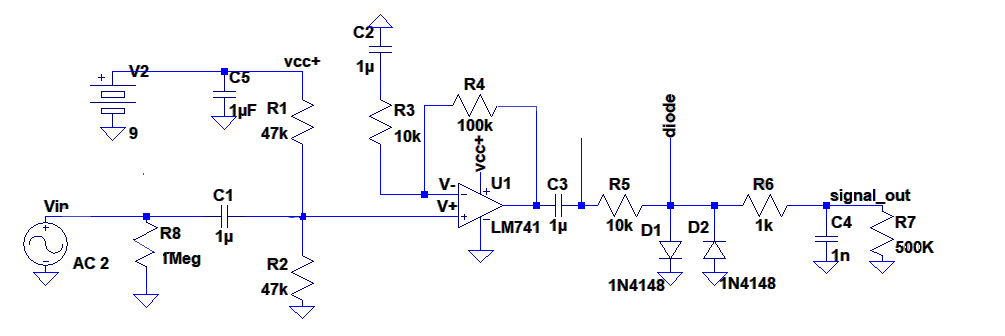 C2
1µ
V2
+
C5
1µF
9
vcc+
R1
47k
R3
10k
R4
100k
vcc+
V-
V+
U1
LM741
diode
Vin
AC 2
R8
1Meg
C1
1µ
R2
47k
C3
1µ
R5
10k
D1
1N4148
D2
1N4148
R6
1k
signal_out
C4
1n
R7
500K